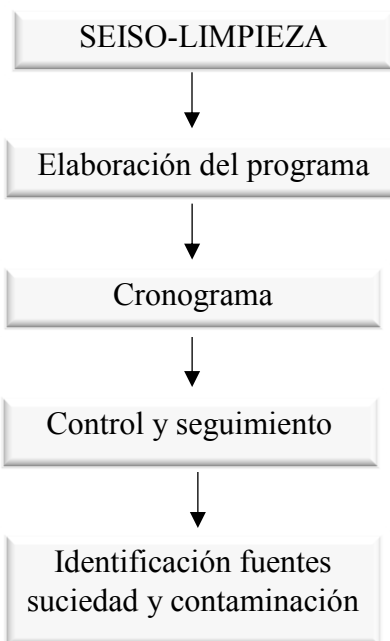 SEISO-LIMPIEZA
Elaboración del programa
Cronograma
Control y seguimiento
Identificación fuentes
suciedad y contaminación